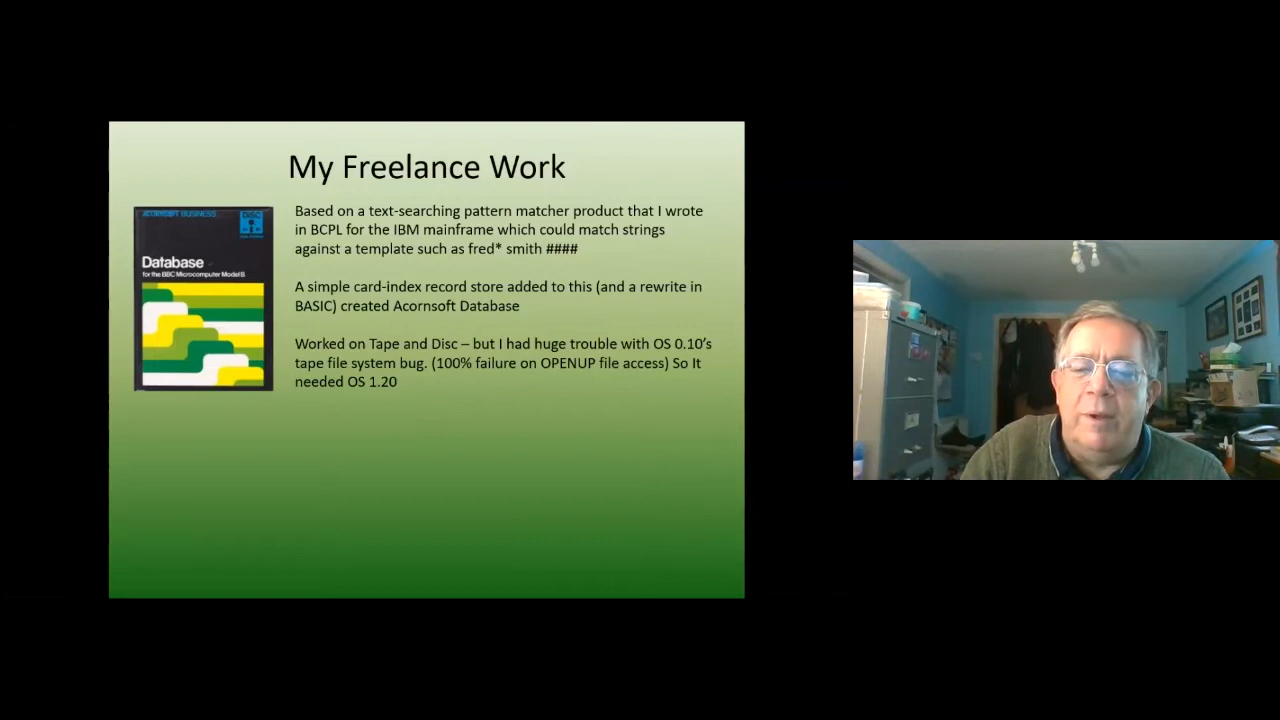 My Freelance Work
Based on a text-searching pattern matcher product that I wrote
in BCPL for the IBM mainframe which could match strings
against a template such as fred* smith ####
A simple card-index record store added to this (and a rewrite in
BASIC) created Acornsoft Database
Worked on Tape and Disc – but I had huge trouble with OS 0.10’s
tape file system bug. (100% failure on OPENUP file access) So It
needed OS 1.20
ACORNSOFT BUSINESS
DISC
Database
for the BBC Microcomputer Model B